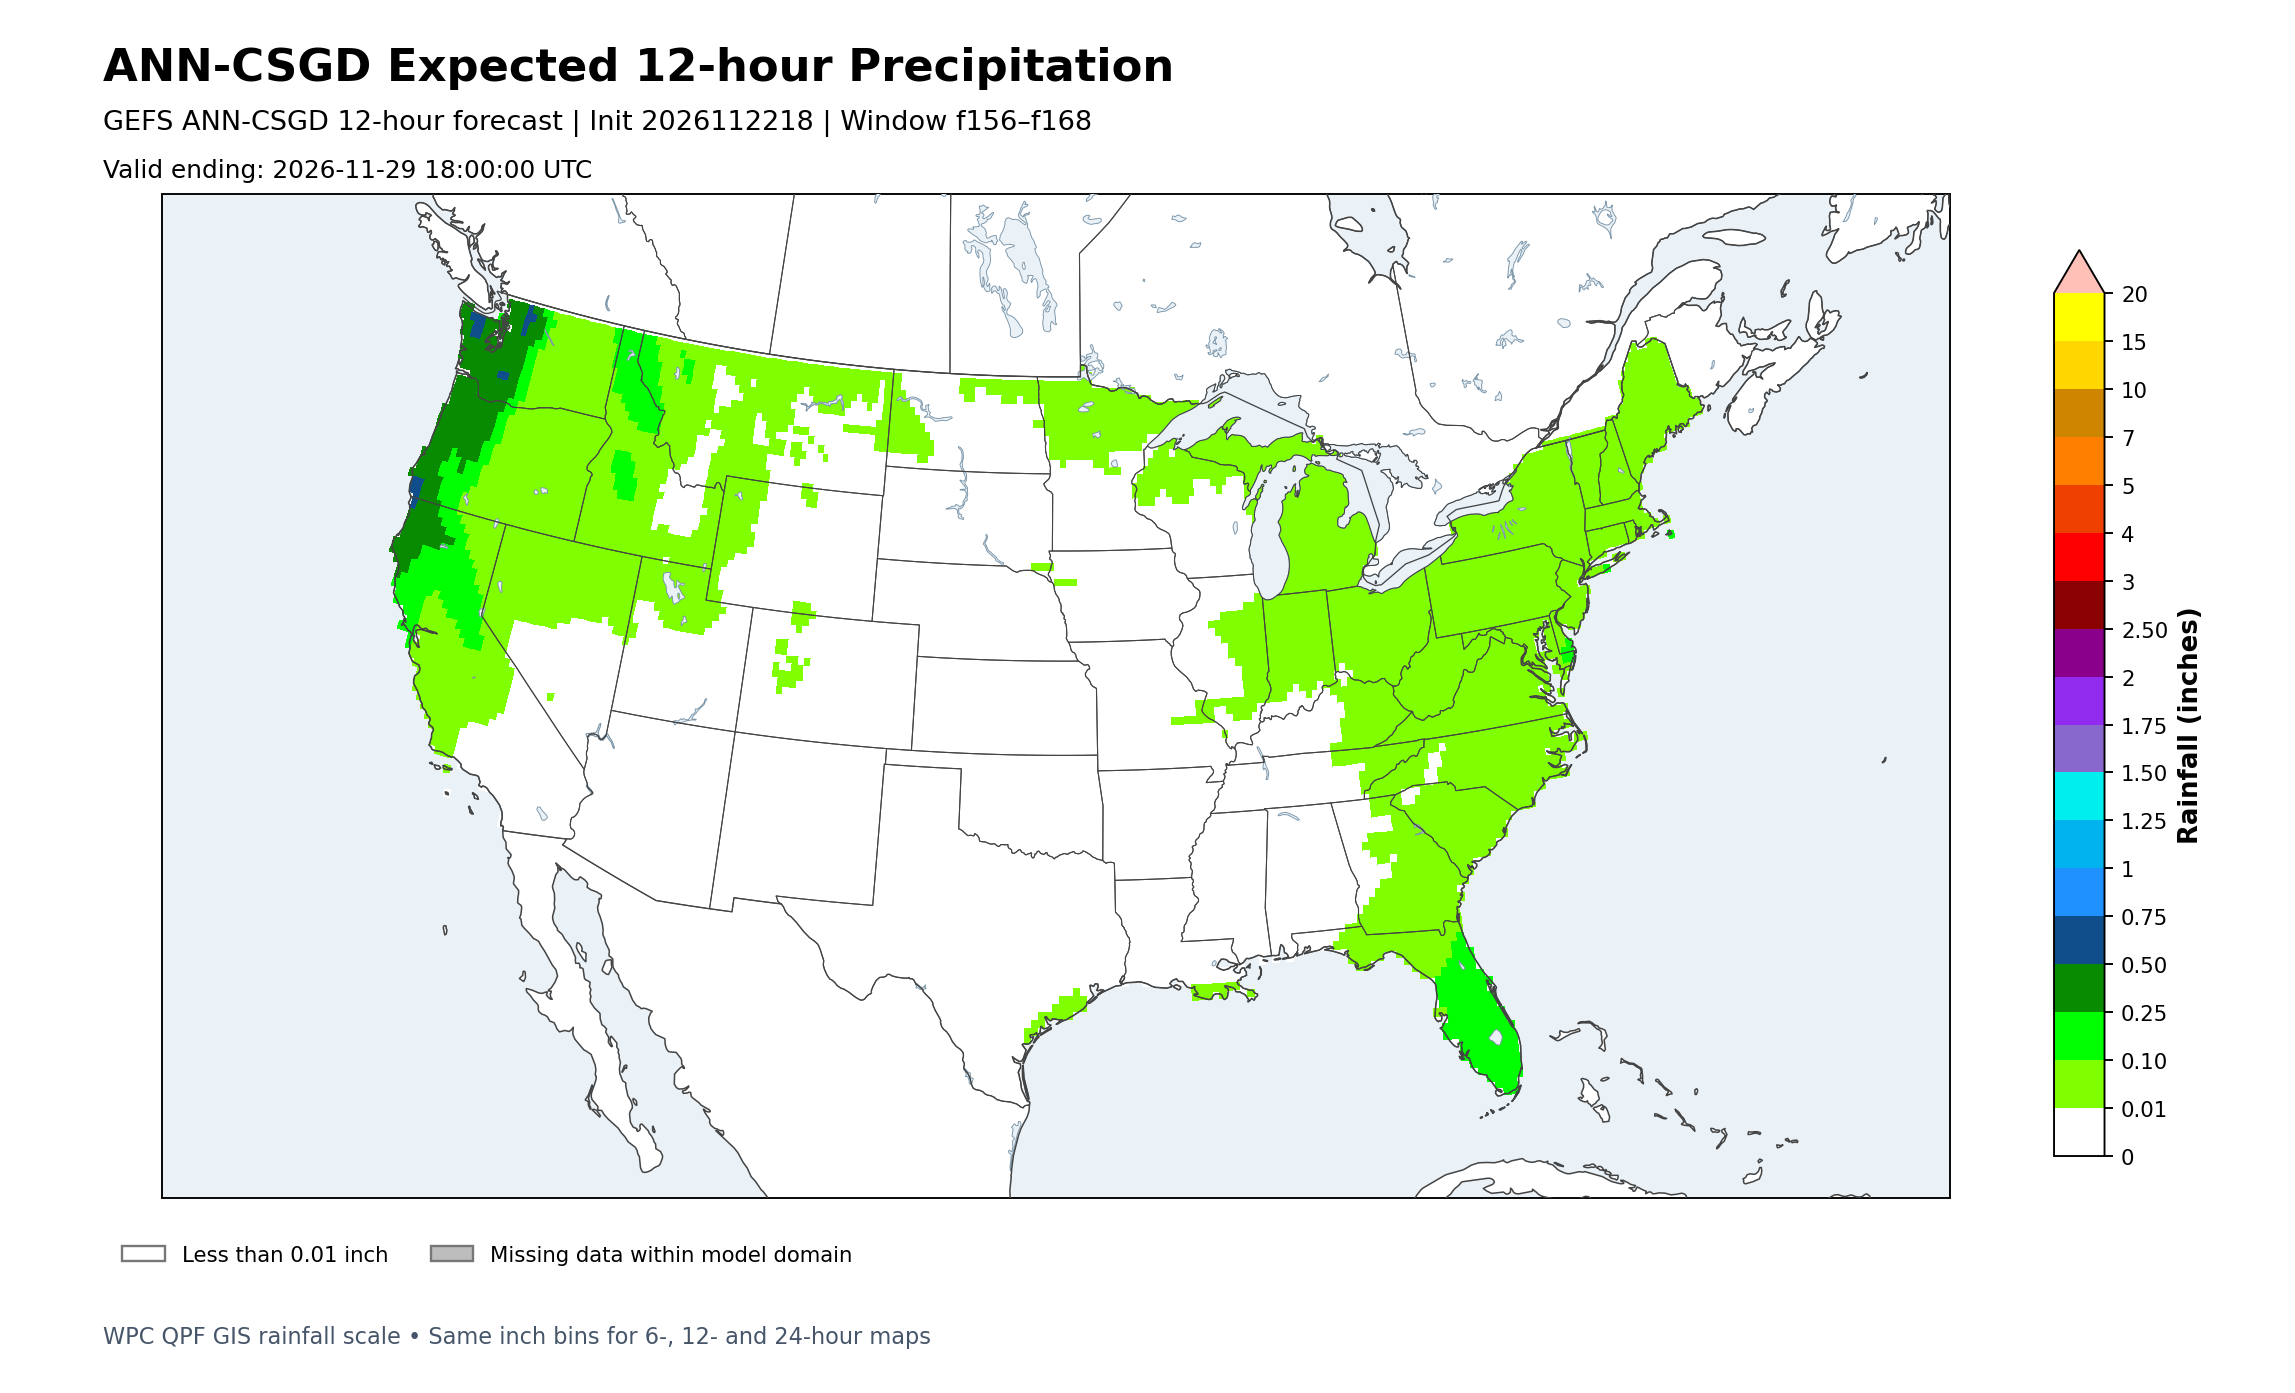 ANN-CSGD Expected 12-hour Precipitation
GEFS ANN-CSGD 12-hour forecast | Init 2026112218 | Window f156–f168
Valid ending: 2026-11-29 18:00:00 UTC
20
15
10
7
5
4
3
2.50
2
1.75
1.50
1.25
1
0.75
0.50
0.25
0.10
0.01
0
Rainfall (inches)
Less than 0.01 inch
Missing data within model domain
WPC QPF GIS rainfall scale • Same inch bins for 6-, 12- and 24-hour maps